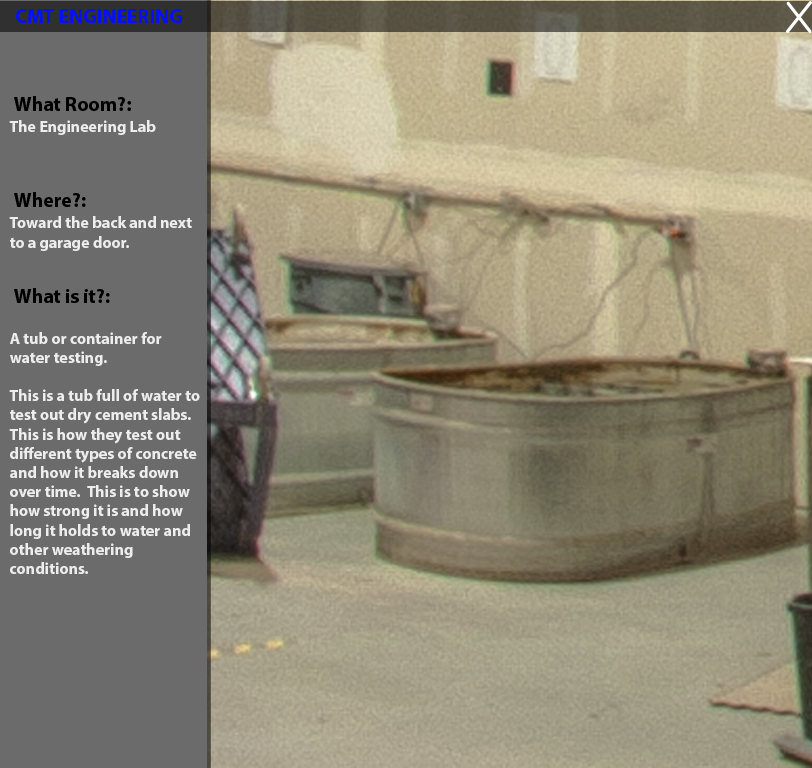 CMT ENGINEERING
What Room?:
The Engineering Lab
Where?:
Toward the back and next
to a garage door.
What is it?:
A tub or container for
water testing.
This is a tub full of water to
test out dry cement slabs.
This is how they test out
different types of concrete
and how it breaks down
over time. This is to show
how strong it is and how
long it holds to water and
other weathering
conditions.